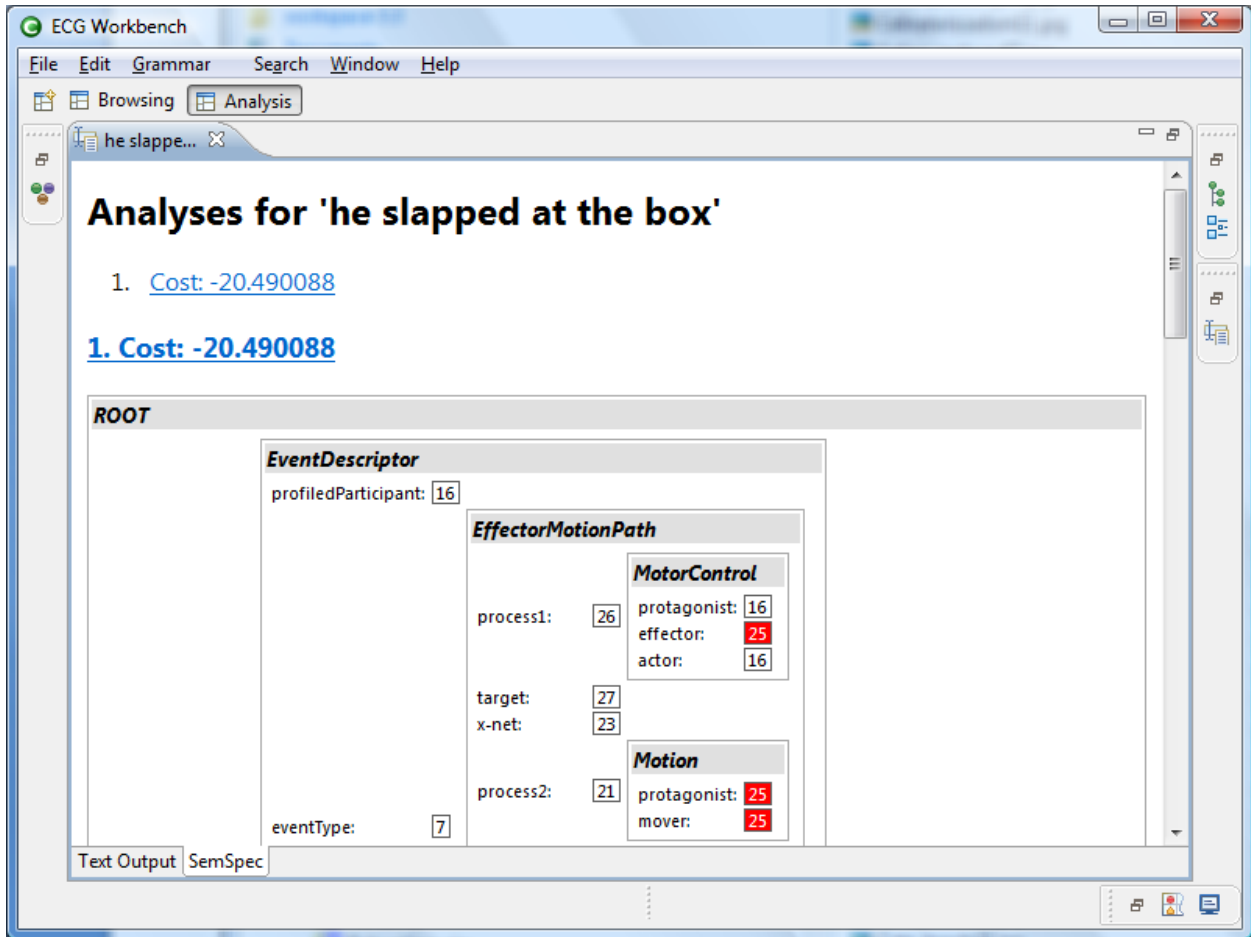 ECG Workbench
File Edit Grammar Search Window Help
Browsing Analysis
he slappe...
Analyses for 'he slapped at the box'
1. Cost: -20.490088
1. Cost: -20.490088
ROOT
EventDescriptor
profiledParticipant: 16
EffectorMotionPath
MotorControl
process1: 26
protagonist: 16
effector: 25
actor: 16
target: 27
x-net: 23
Motion
process2: 21
protagonist: 25
mover: 25
eventType: 7
Text Output SemSpec